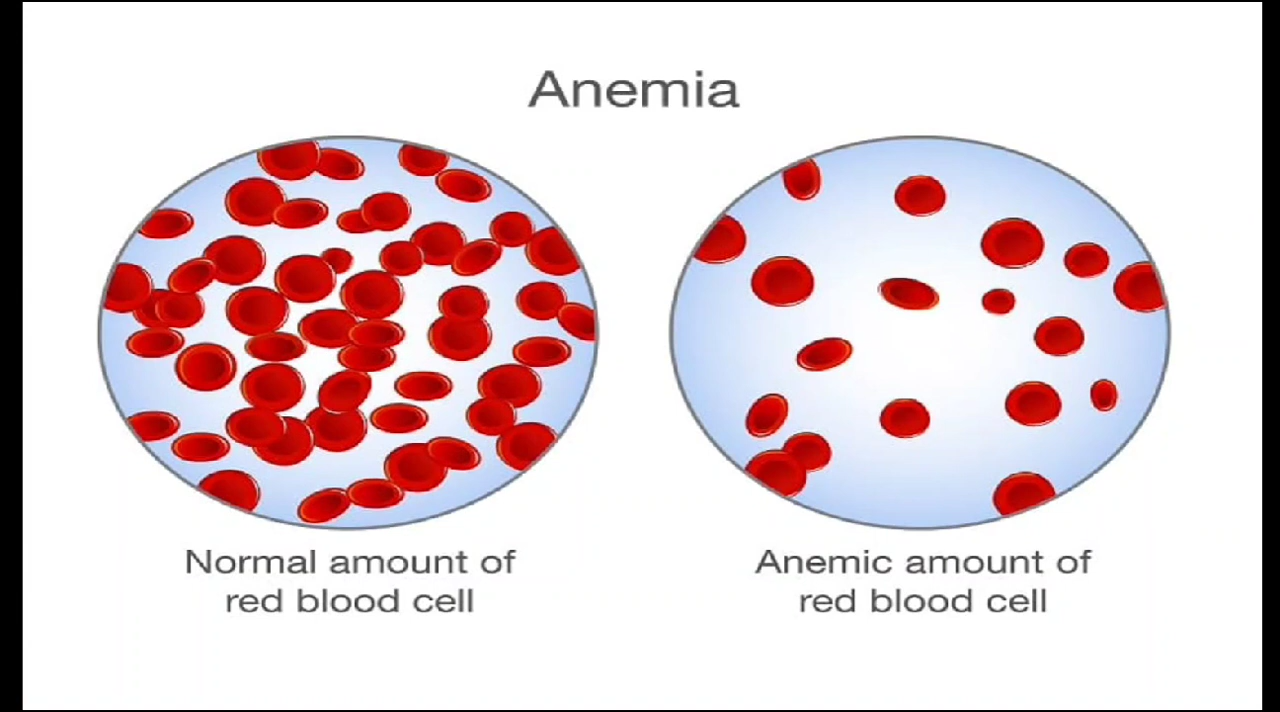 Anemia
Normal amount of
red blood cell
Anemic amount of
red blood cell